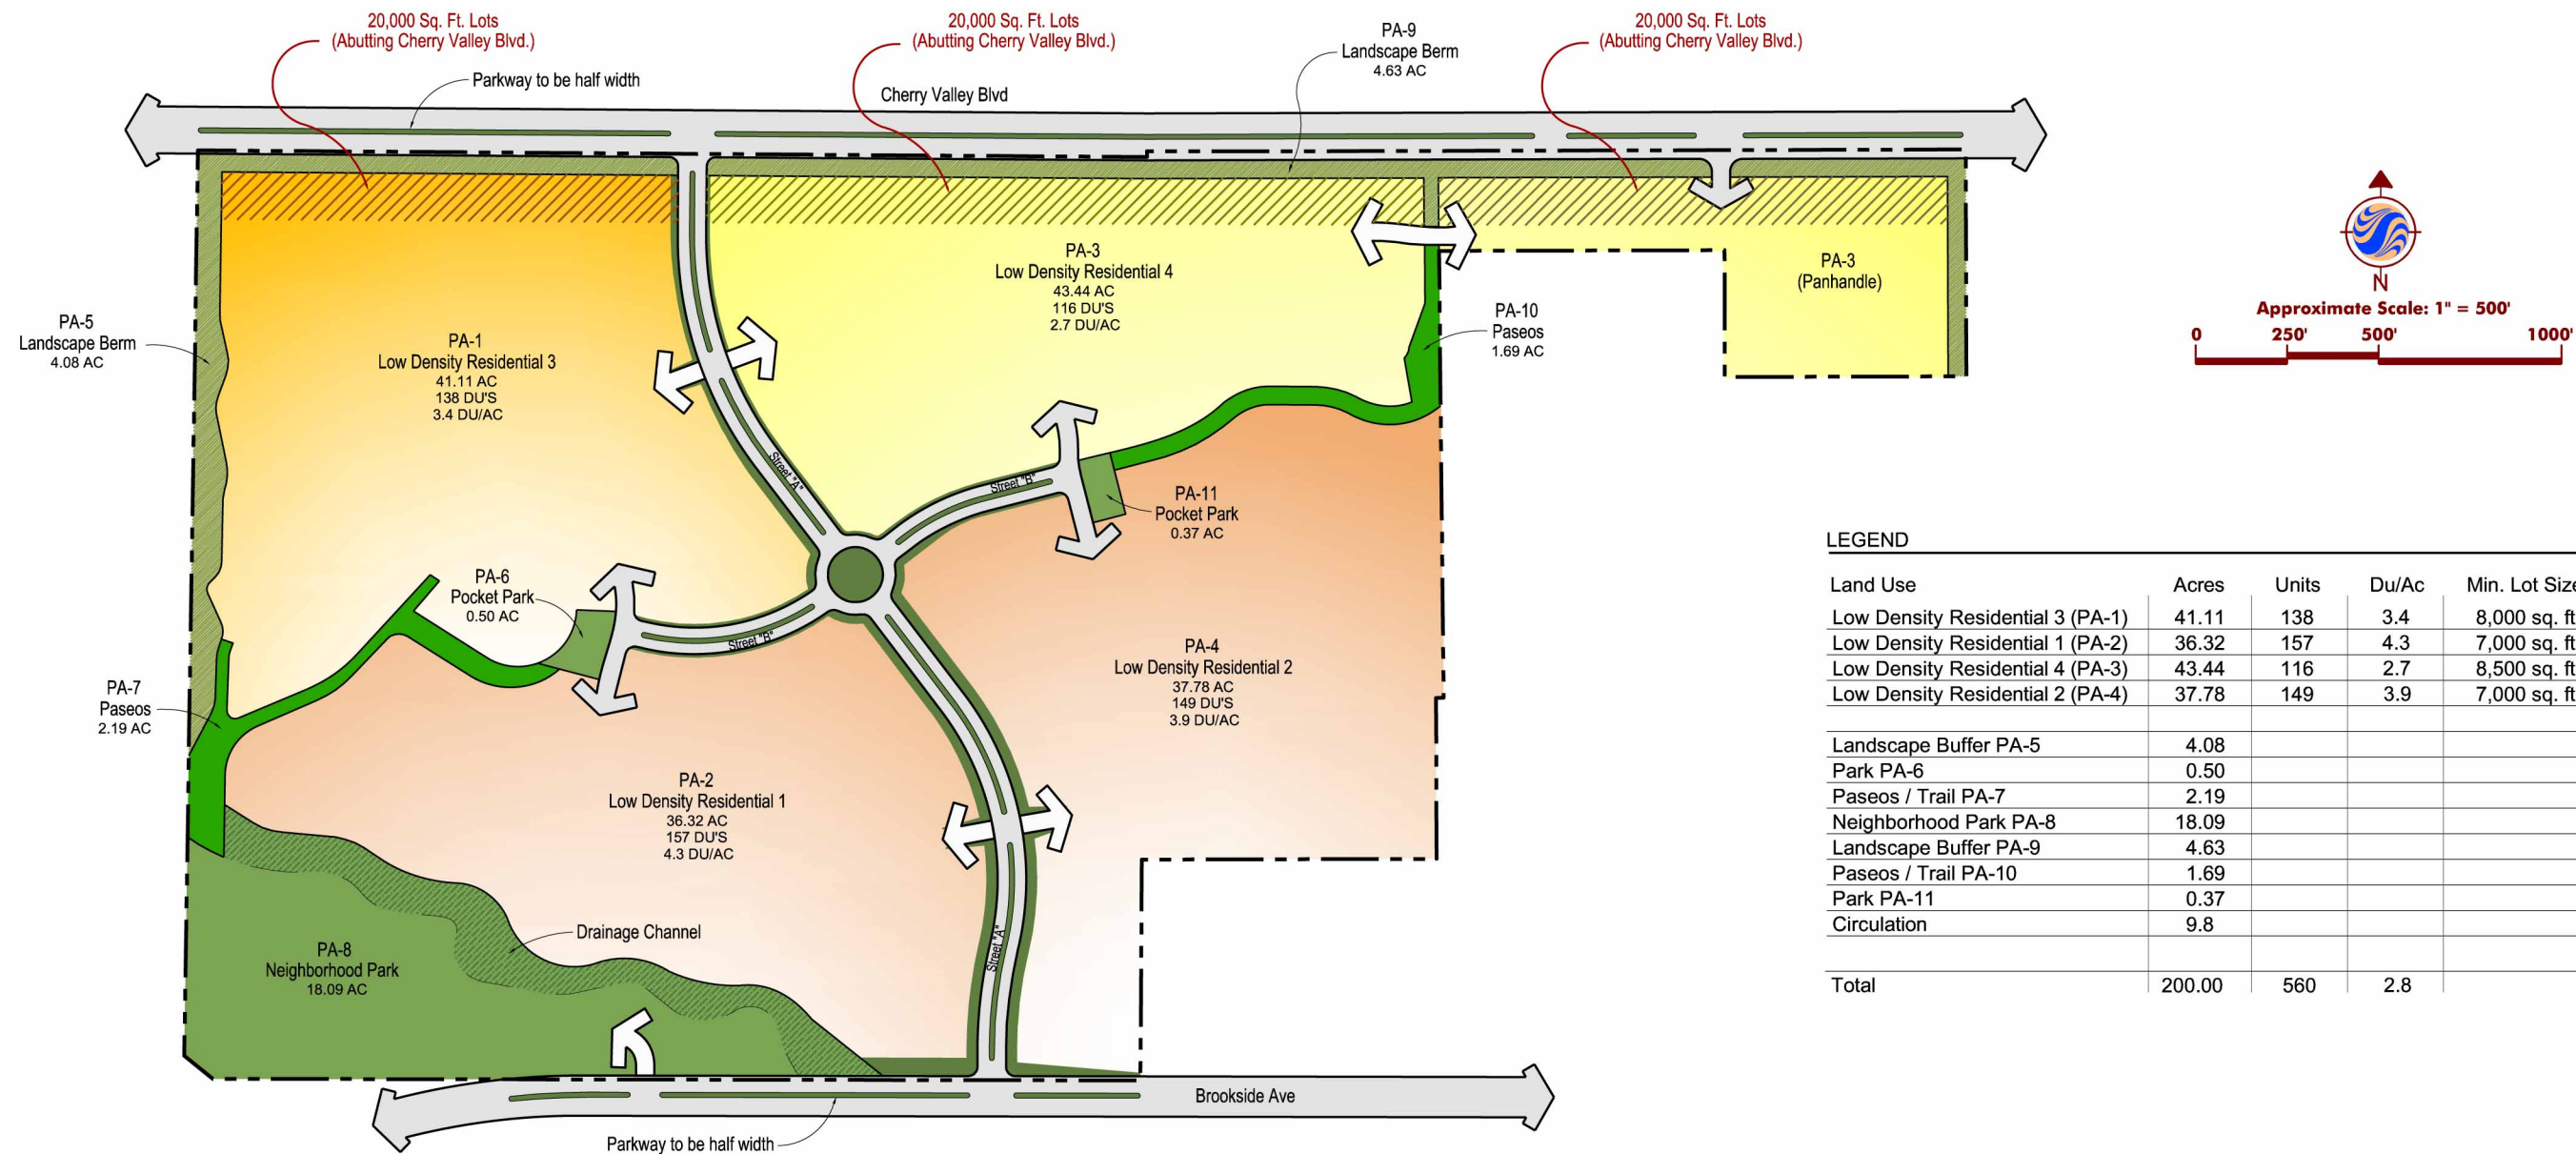 20,000 Sq. Ft. Lots
(Abutting Cherry Valley Blvd.)
20,000 Sq. Ft. Lots
(Abutting Cherry Valley Blvd.)
20,000 Sq. Ft. Lots
(Abutting Cherry Valley Blvd.)
PA-9
Landscape Berm
4.63 AC
Parkway to be half width
Cherry Valley Blvd
PA-3
Low Density Residential 4
43.44 AC
116 DU'S
2.7 DU/AC
PA-3
(Panhandle)
N
Approximate Scale: 1" = 500'
0 250' 500' 1000'
PA-5
Landscape Berm
4.08 AC
PA-1
Low Density Residential 3
41.11 AC
138 DU'S
3.4 DU/AC
PA-10
Paseos
1.69 AC
Street "A"
Street "B"
PA-11
Pocket Park
0.37 AC
PA-6
Pocket Park
0.50 AC
Street "B"
PA-4
Low Density Residential 2
37.78 AC
149 DU'S
3.9 DU/AC
PA-7
Paseos
2.19 AC
PA-2
Low Density Residential 1
36.32 AC
157 DU'S
4.3 DU/AC
Drainage Channel
Street "A"
PA-8
Neighborhood Park
18.09 AC
Brookside Ave
Parkway to be half width
LEGEND
Land Use Acres Units Du/Ac Min. Lot Size
Low Density Residential 3 (PA-1) 41.11 138 3.4 8,000 sq. ft
Low Density Residential 1 (PA-2) 36.32 157 4.3 7,000 sq. ft
Low Density Residential 4 (PA-3) 43.44 116 2.7 8,500 sq. ft
Low Density Residential 2 (PA-4) 37.78 149 3.9 7,000 sq. ft
Landscape Buffer PA-5 4.08
Park PA-6 0.50
Paseos / Trail PA-7 2.19
Neighborhood Park PA-8 18.09
Landscape Buffer PA-9 4.63
Paseos / Trail PA-10 1.69
Park PA-11 0.37
Circulation 9.8
Total 200.00 560 2.8